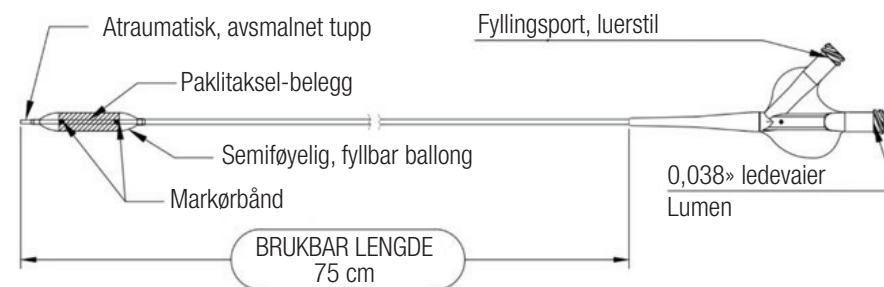 Atraumatisk, avsmalnet tupp
Fyllingsport, luerstil
Paklitaksel-belegg
Semiføyelig, fyllbar ballong
Markørbånd
0,038» ledevaier
Lumen
BRUKBAR LENGDE
75 cm